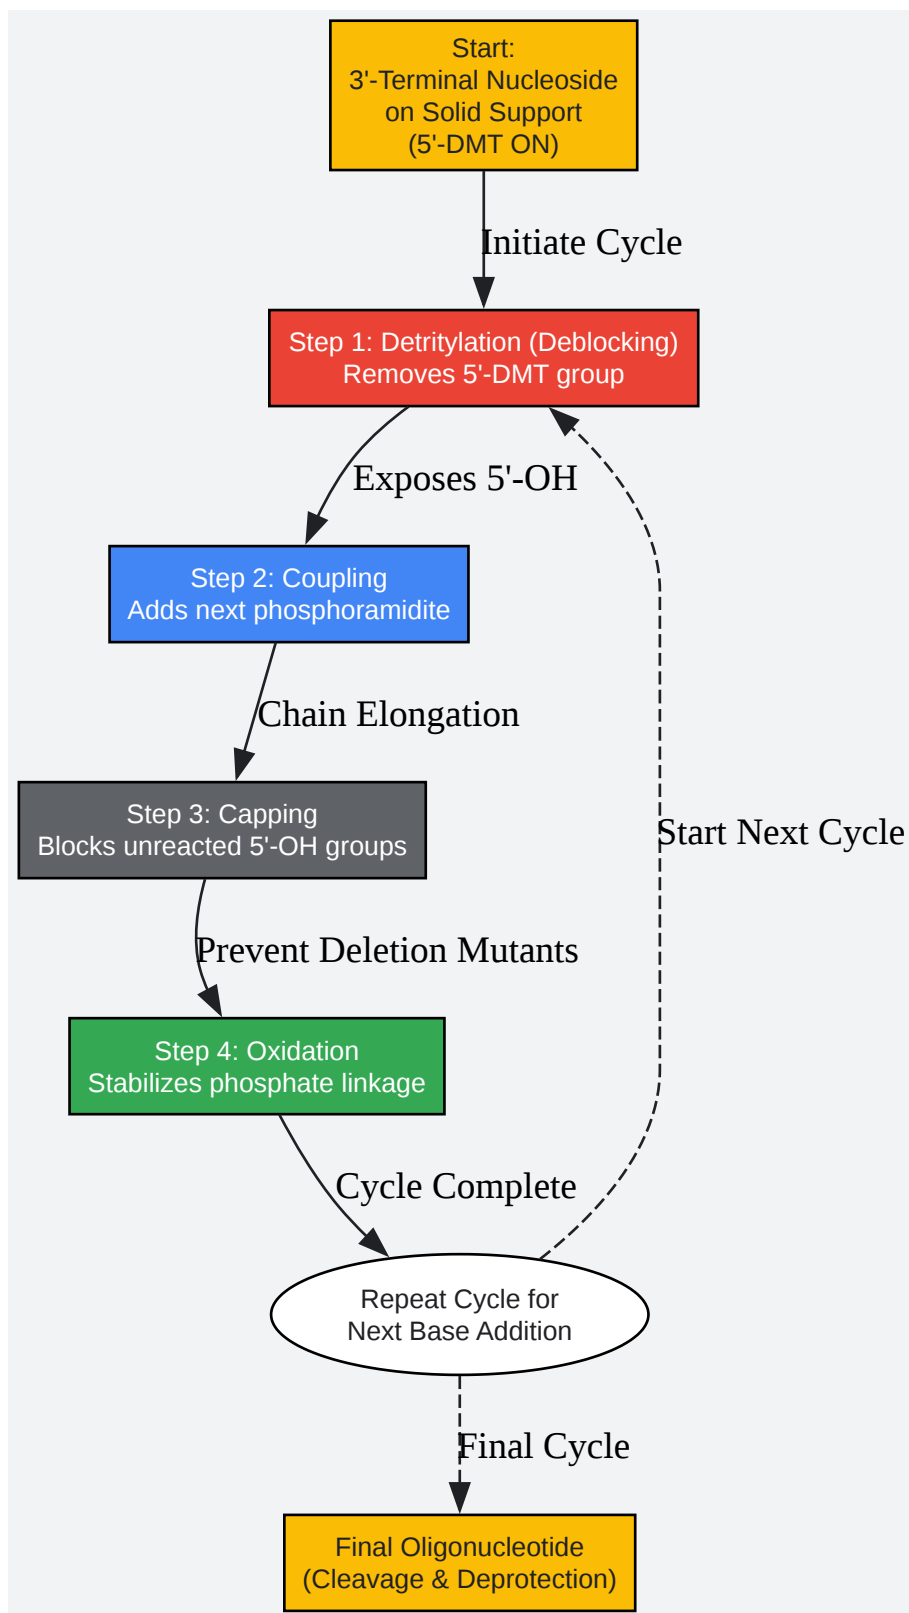 Start:
3'-Terminal Nucleoside
on Solid Support
(5'-DMT ON)
Initiate Cycle
Step 1: Detritylation (Deblocking)
Removes 5'-DMT group
Exposes 5'-OH
Step 2: Coupling
Adds next phosphoramidite
Chain Elongation
Step 3: Capping
Blocks unreacted 5'-OH groups
Start Next Cycle
Prevent Deletion Mutants
Step 4: Oxidation
Stabilizes phosphate linkage
Cycle Complete
Repeat Cycle for
Next Base Addition
Final Cycle
Final Oligonucleotide
(Cleavage & Deprotection)